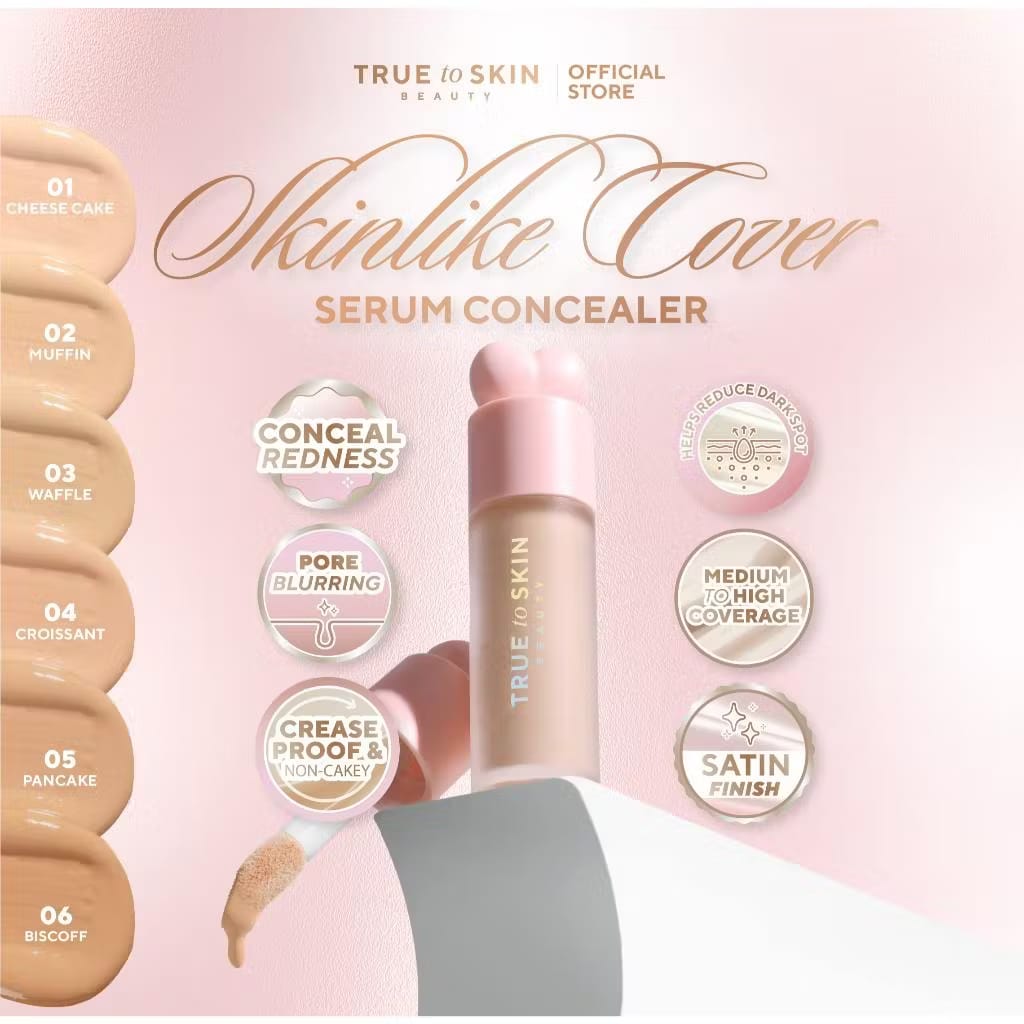 TRUE to SKIN
BEAUTY
OFFICIAL
STORE
Skinlike Cover
SERUM CONCEALER
01
CHEESE CAKE
02
MUFFIN
03
WAFFLE
04
CROISSANT
05
PANCAKE
06
BISCOFF
CONCEAL
REDNESS
PORE
BLURRING
CREASE
PROOF &
NON-CAKEY
TRUE to SKIN
BEAUTY
HELPS REDUCE DARK SPOT
MEDIUM
TO HIGH
COVERAGE
SATIN
FINISH